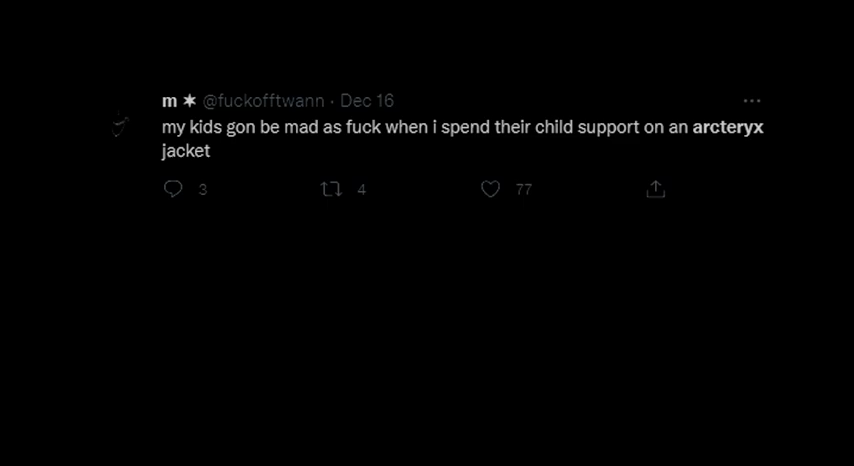 m ✶ @fuckofftwann · Dec 16
my kids gon be mad as fuck when i spend their child support on an arcteryx
jacket
3 4 77